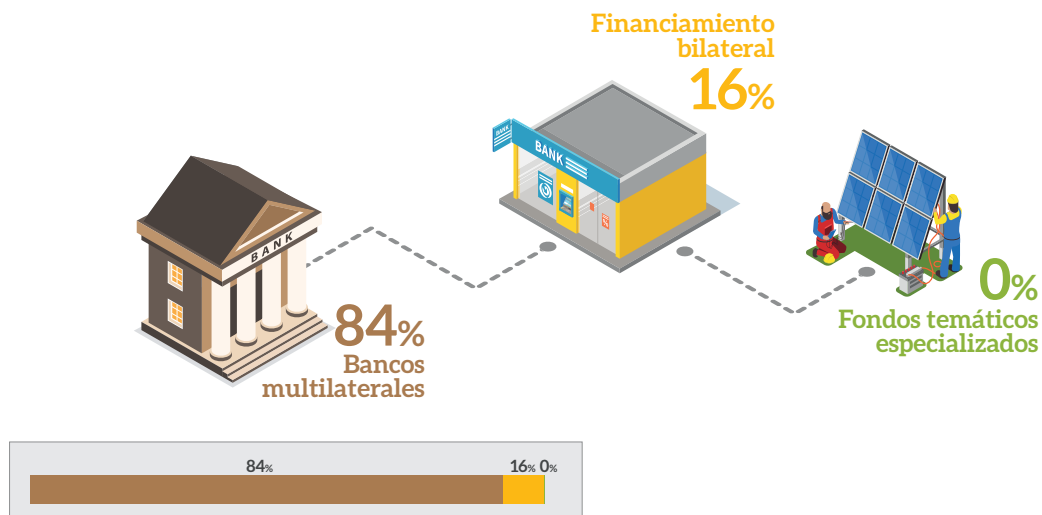 Financiamiento
bilateral
16%
BANK
BANK
BANK
84%
Bancos
multilaterales
0%
Fondos temáticos
especializados
84%
16% 0%